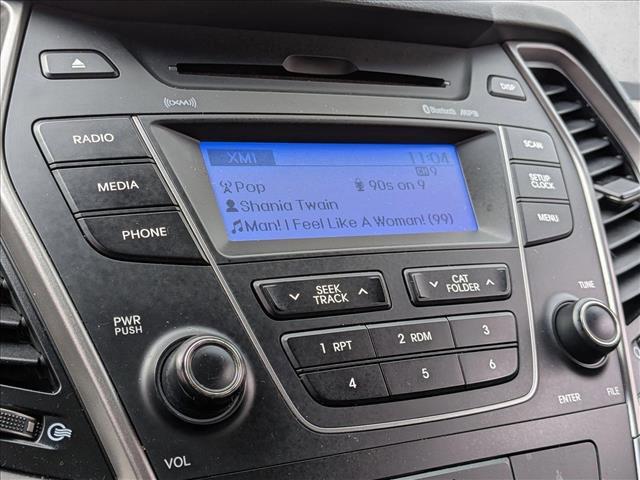 DISP
((XM))
Bluetooth MP3
RADIO
MEDIA
PHONE
XM1 11:04
CH 9
Pop 90s on 9
Shania Twain
Man! I Feel Like A Woman! (99)
SCAN
SETUP
CLOCK
MENU
SEEK
TRACK
CAT
FOLDER
TUNE
PWR
PUSH
1 RPT 2 RDM 3
4 5 6
VOL
ENTER FILE